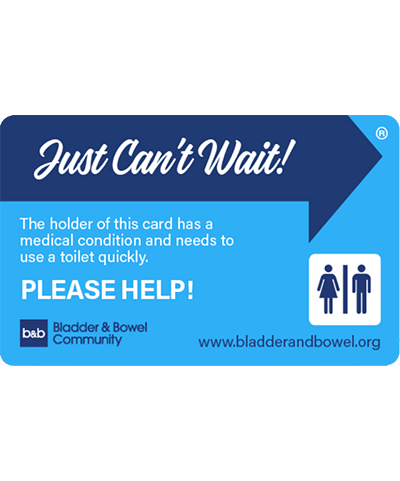 ®
Just Can't Wait!
The holder of this card has a
medical condition and needs to
use a toilet quickly.
PLEASE HELP!
b&b Bladder & Bowel
Community
www.bladderandbowel.org